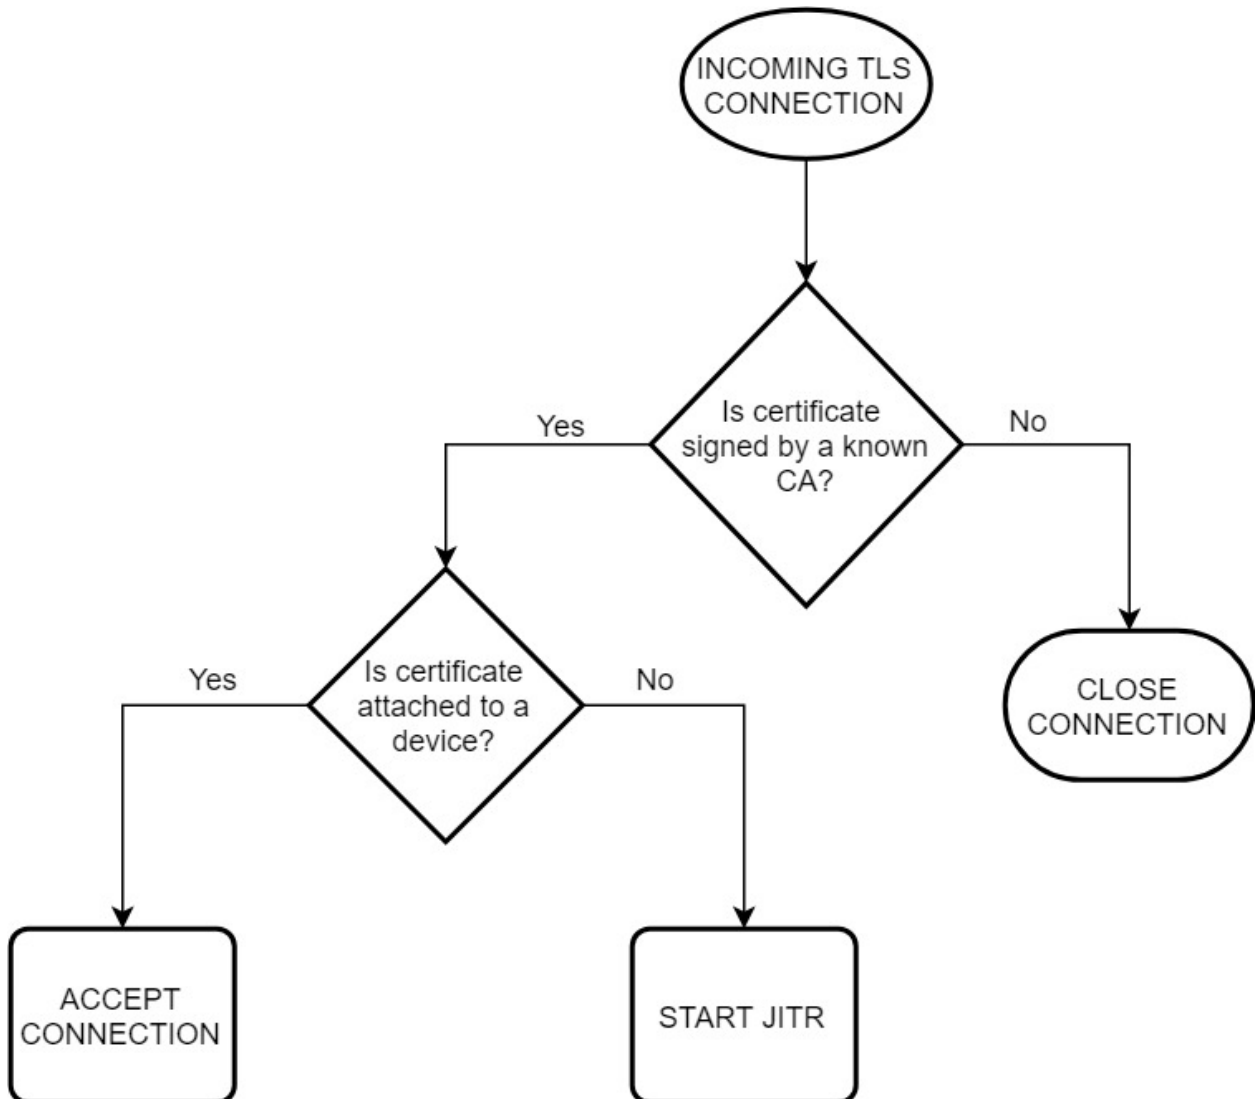 INCOMING TLS
CONNECTION
Is certificate
signed by a known
CA?
Yes
No
Is certificate
attached to a
device?
Yes
No
CLOSE
CONNECTION
ACCEPT
CONNECTION
START JITR